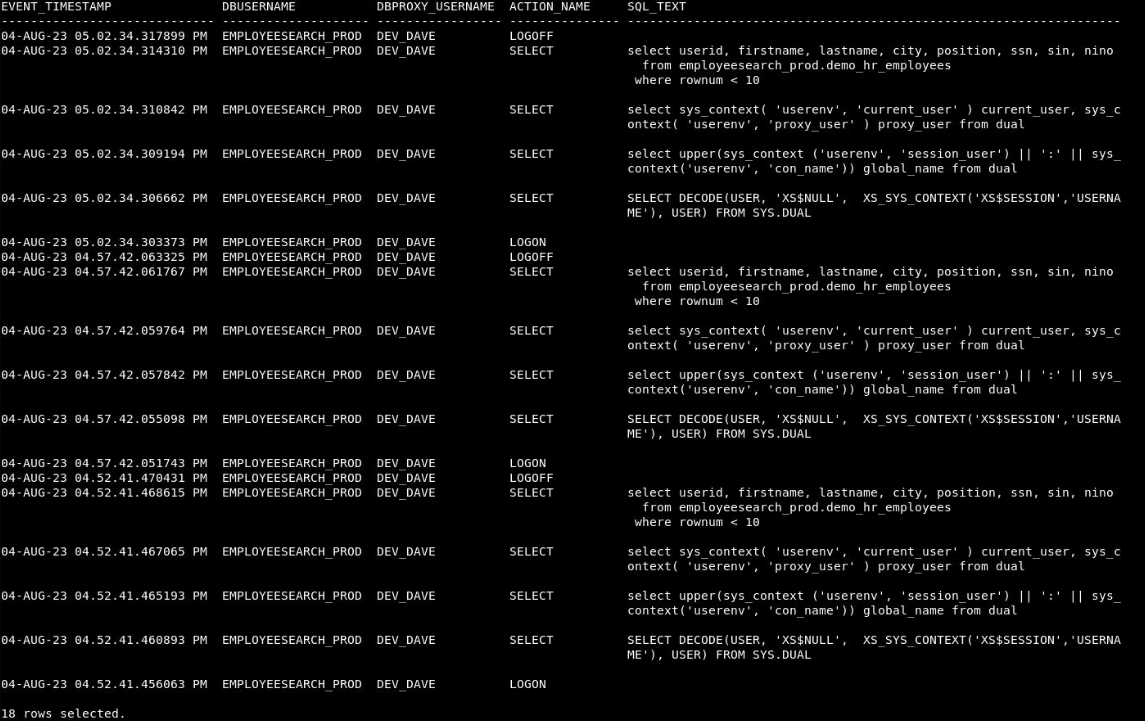 EVENT_TIMESTAMP DBUSERNAME DBPROXY_USERNAME ACTION_NAME SQL_TEXT
---------------------------- -------------------- ----------------- --------------- -------------------------------------------------------------------
04-AUG-23 05.02.34.317899 PM EMPLOYEESEARCH_PROD DEV_DAVE LOGOFF
04-AUG-23 05.02.34.314310 PM EMPLOYEESEARCH_PROD DEV_DAVE SELECT select userid, firstname, lastname, city, position, ssn, sin, nino
from employeesearch_prod.demo_hr_employees
where rownum < 10
04-AUG-23 05.02.34.310842 PM EMPLOYEESEARCH_PROD DEV_DAVE SELECT select sys_context( 'userenv', 'current_user' ) current_user, sys_c
ontext( 'userenv', 'proxy_user' ) proxy_user from dual
04-AUG-23 05.02.34.309194 PM EMPLOYEESEARCH_PROD DEV_DAVE SELECT select upper(sys_context ('userenv', 'session_user') || ':' || sys_
context('userenv', 'con_name')) global_name from dual
04-AUG-23 05.02.34.306662 PM EMPLOYEESEARCH_PROD DEV_DAVE SELECT SELECT DECODE(USER, 'XS$NULL',  XS_SYS_CONTEXT('XS$SESSION','USERNA
ME'), USER) FROM SYS.DUAL
04-AUG-23 05.02.34.303373 PM EMPLOYEESEARCH_PROD DEV_DAVE LOGON
04-AUG-23 04.57.42.063325 PM EMPLOYEESEARCH_PROD DEV_DAVE LOGOFF
04-AUG-23 04.57.42.061767 PM EMPLOYEESEARCH_PROD DEV_DAVE SELECT select userid, firstname, lastname, city, position, ssn, sin, nino
from employeesearch_prod.demo_hr_employees
where rownum < 10
04-AUG-23 04.57.42.059764 PM EMPLOYEESEARCH_PROD DEV_DAVE SELECT select sys_context( 'userenv', 'current_user' ) current_user, sys_c
ontext( 'userenv', 'proxy_user' ) proxy_user from dual
04-AUG-23 04.57.42.057842 PM EMPLOYEESEARCH_PROD DEV_DAVE SELECT select upper(sys_context ('userenv', 'session_user') || ':' || sys_
context('userenv', 'con_name')) global_name from dual
04-AUG-23 04.57.42.055098 PM EMPLOYEESEARCH_PROD DEV_DAVE SELECT SELECT DECODE(USER, 'XS$NULL',  XS_SYS_CONTEXT('XS$SESSION','USERNA
ME'), USER) FROM SYS.DUAL
04-AUG-23 04.57.42.051743 PM EMPLOYEESEARCH_PROD DEV_DAVE LOGON
04-AUG-23 04.52.41.470431 PM EMPLOYEESEARCH_PROD DEV_DAVE LOGOFF
04-AUG-23 04.52.41.468615 PM EMPLOYEESEARCH_PROD DEV_DAVE SELECT select userid, firstname, lastname, city, position, ssn, sin, nino
from employeesearch_prod.demo_hr_employees
where rownum < 10
04-AUG-23 04.52.41.467065 PM EMPLOYEESEARCH_PROD DEV_DAVE SELECT select sys_context( 'userenv', 'current_user' ) current_user, sys_c
ontext( 'userenv', 'proxy_user' ) proxy_user from dual
04-AUG-23 04.52.41.465193 PM EMPLOYEESEARCH_PROD DEV_DAVE SELECT select upper(sys_context ('userenv', 'session_user') || ':' || sys_
context('userenv', 'con_name')) global_name from dual
04-AUG-23 04.52.41.460893 PM EMPLOYEESEARCH_PROD DEV_DAVE SELECT SELECT DECODE(USER, 'XS$NULL',  XS_SYS_CONTEXT('XS$SESSION','USERNA
ME'), USER) FROM SYS.DUAL
04-AUG-23 04.52.41.456063 PM EMPLOYEESEARCH_PROD DEV_DAVE LOGON
18 rows selected.